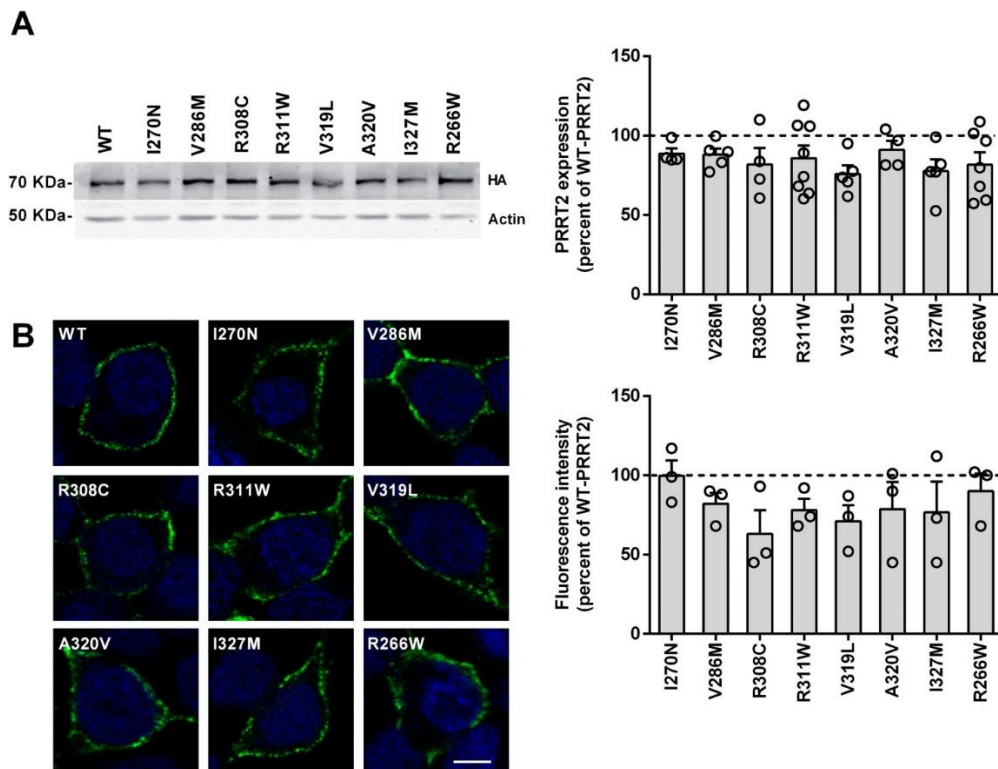 A
WT I270N V286M R308C R311W V319L A320V I327M R266W
70 KDa- HA
50 KDa- Actin
PRRT2 expression
(percent of WT-PRRT2)
150
100
50
0
I270N V286M R308C R311W V319L A320V I327M R266W
B
WT I270N V286M
R308C R311W V319L
A320V I327M R266W
Fluorescence intensity
(percent of WT-PRRT2)
150
100
50
0
I270N V286M R308C R311W V319L A320V I327M R266W